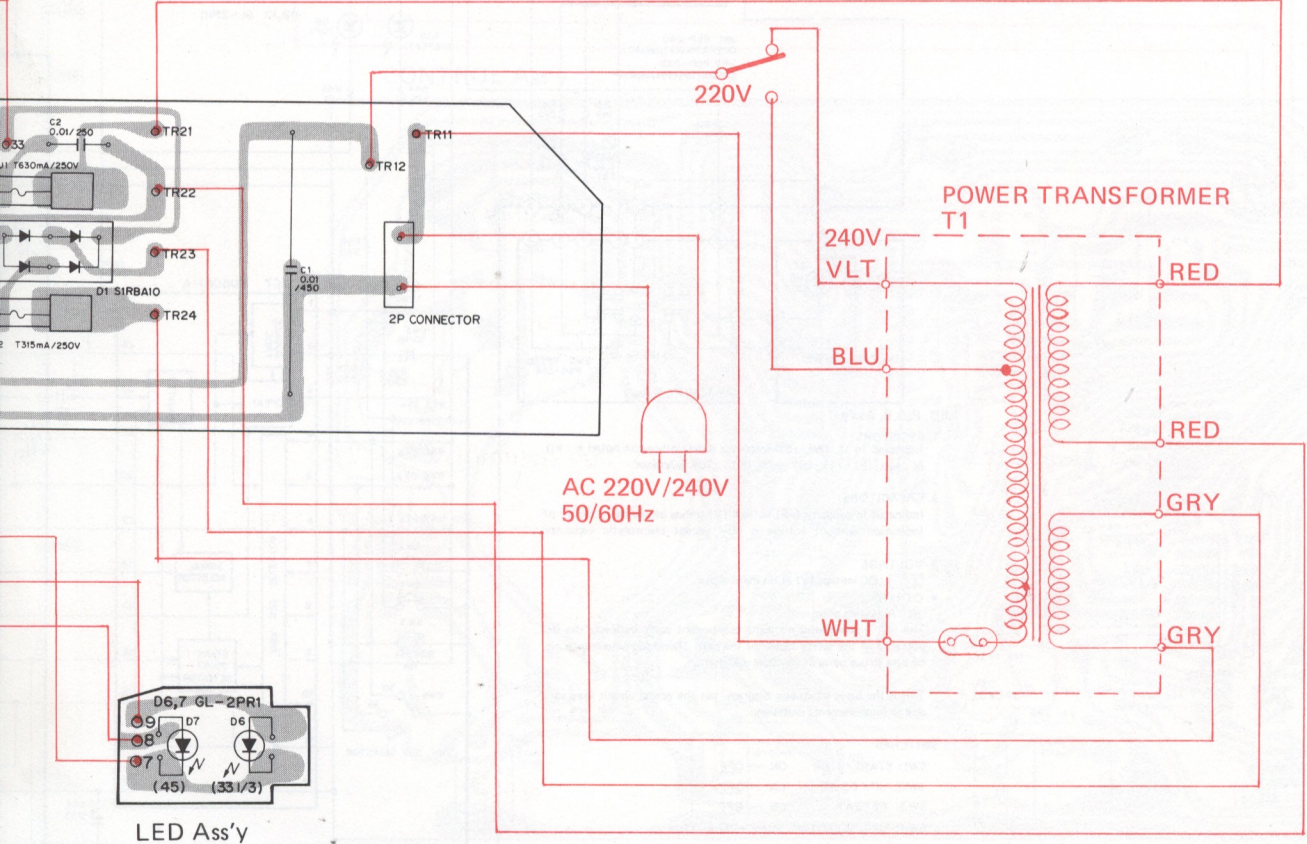 220V
C2
0.01/250
33
TR21
TR11
TR12
T630mA/250V
TR22
POWER TRANSFORMER
T1
240V
TR23
VLT
RED
C1
0.01
/450
D1 S1RBA10
TR24
2P CONNECTOR
T315mA/250V
BLU
RED
AC 220V/240V
50/60Hz
GRY
WHT
GRY
D6,7 GL-2PR1
9
D7
D6
8
7
(45)
(33 1/3)
LED Ass'y